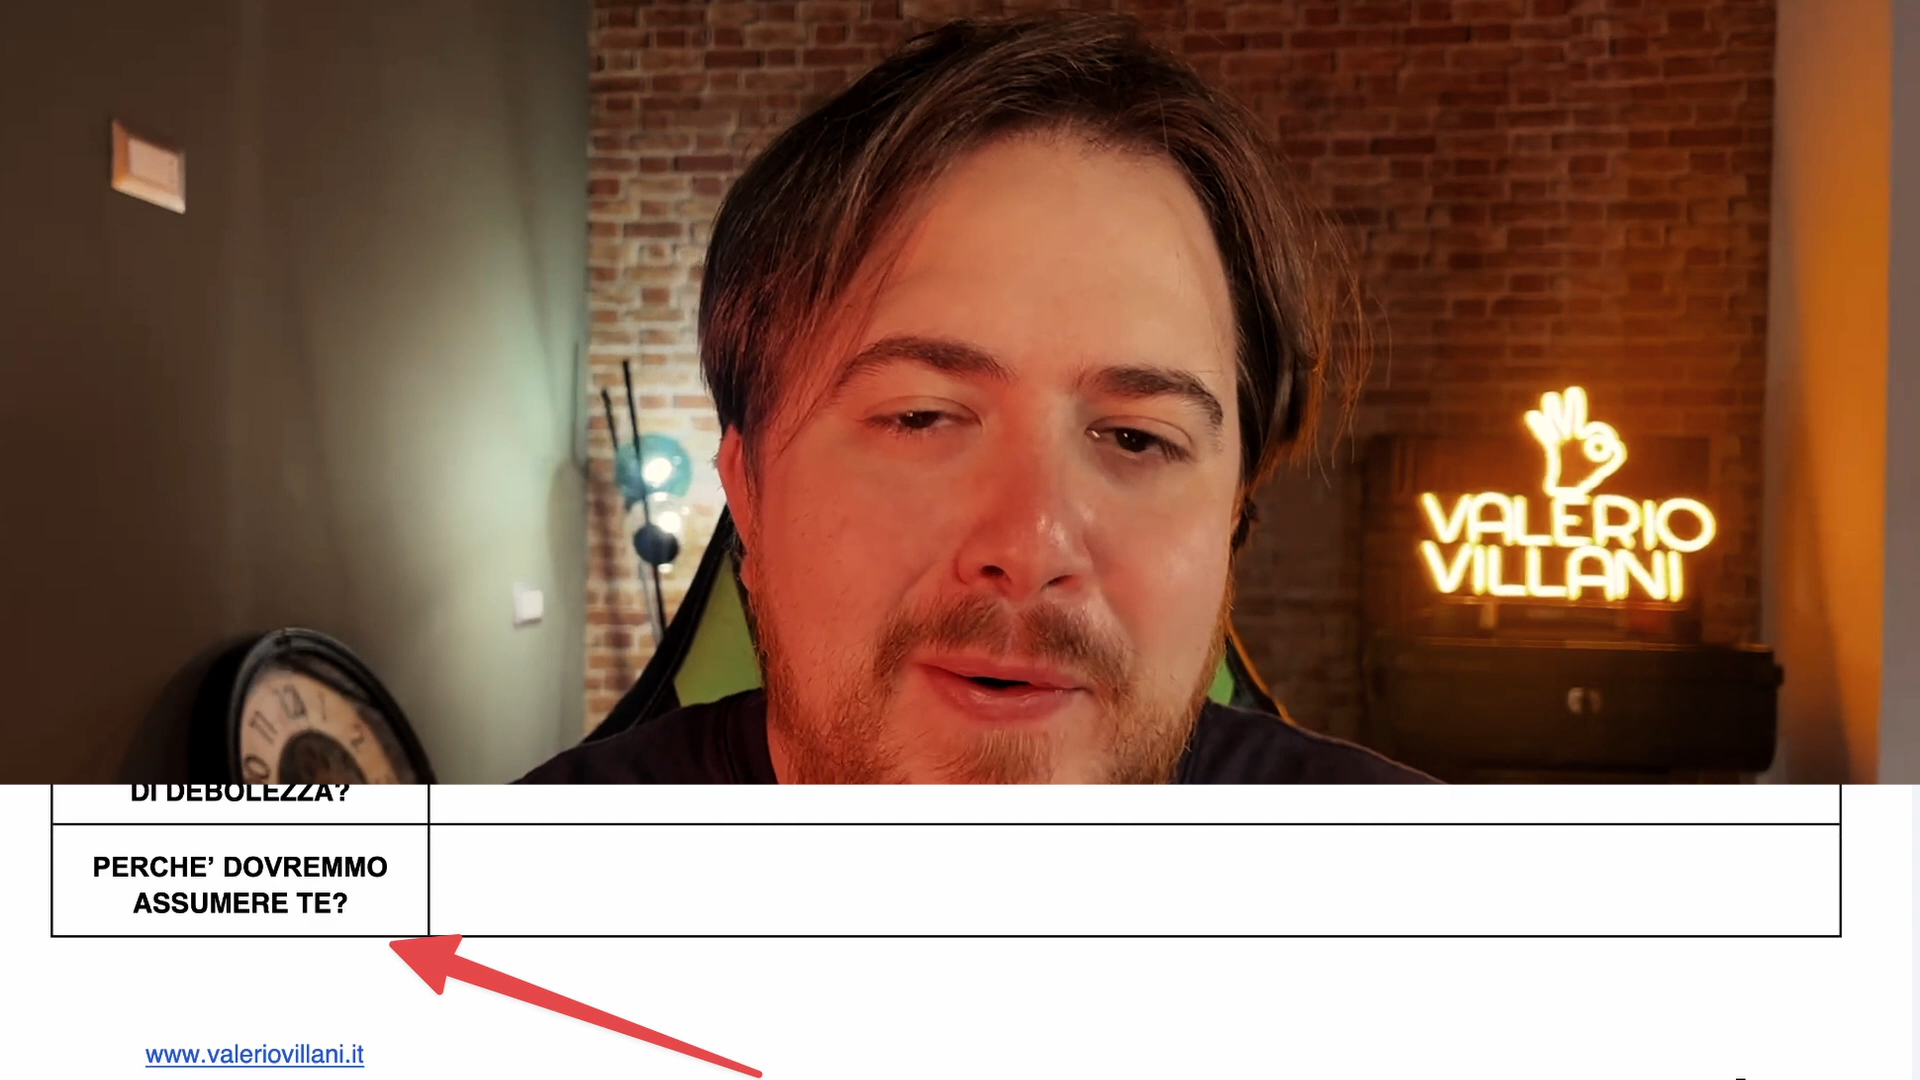 VALERIO
VILLANI
DI DEBOLEZZA?
PERCHE’ DOVREMMO
ASSUMERE TE?
www.valeriovillani.it